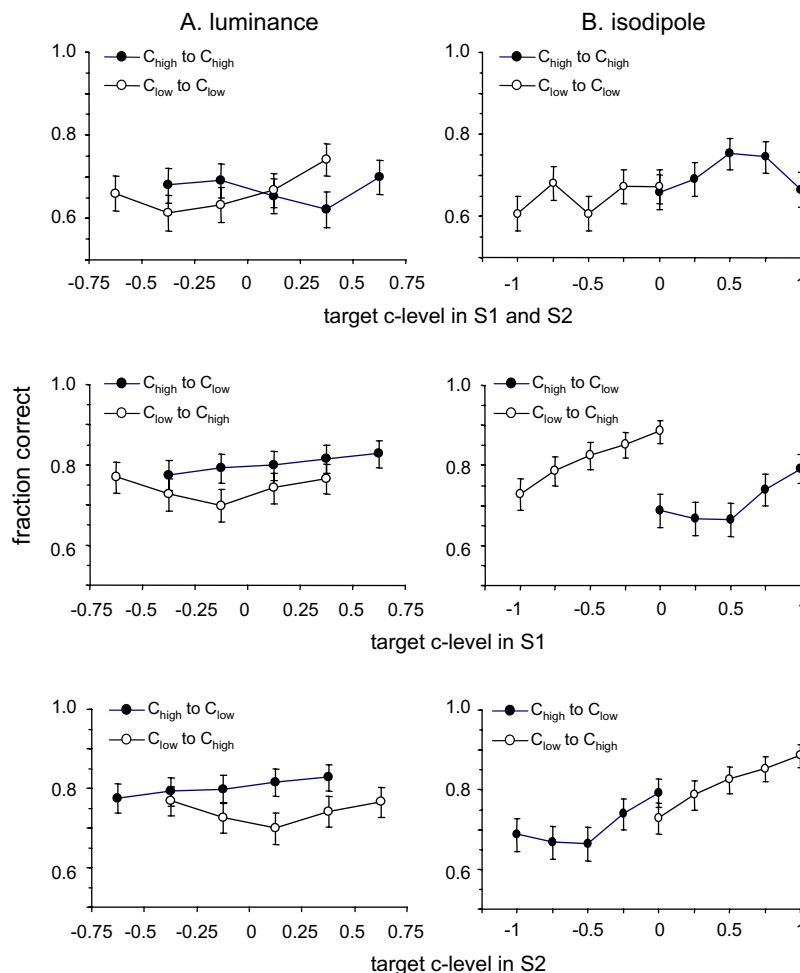 A. luminance
B. isodipole
1.0
C_high to C_high
C_low to C_low
0.8
0.6
-0.75 -0.5 -0.25 0 0.25 0.5 0.75
1.0
C_high to C_high
C_low to C_low
0.8
0.6
-1 -0.5 0 0.5 1
target c-level in S1 and S2
fraction correct
1.0
C_high to C_low
C_low to C_high
0.8
0.6
-0.75 -0.5 -0.25 0 0.25 0.5 0.75
1.0
C_high to C_low
C_low to C_high
0.8
0.6
-1 -0.5 0 0.5 1
target c-level in S1
1.0
C_high to C_low
C_low to C_high
0.8
0.6
-0.75 -0.5 -0.25 0 0.25 0.5 0.75
1.0
C_high to C_low
C_low to C_high
0.8
0.6
-1 -0.5 0 0.5 1
target c-level in S2